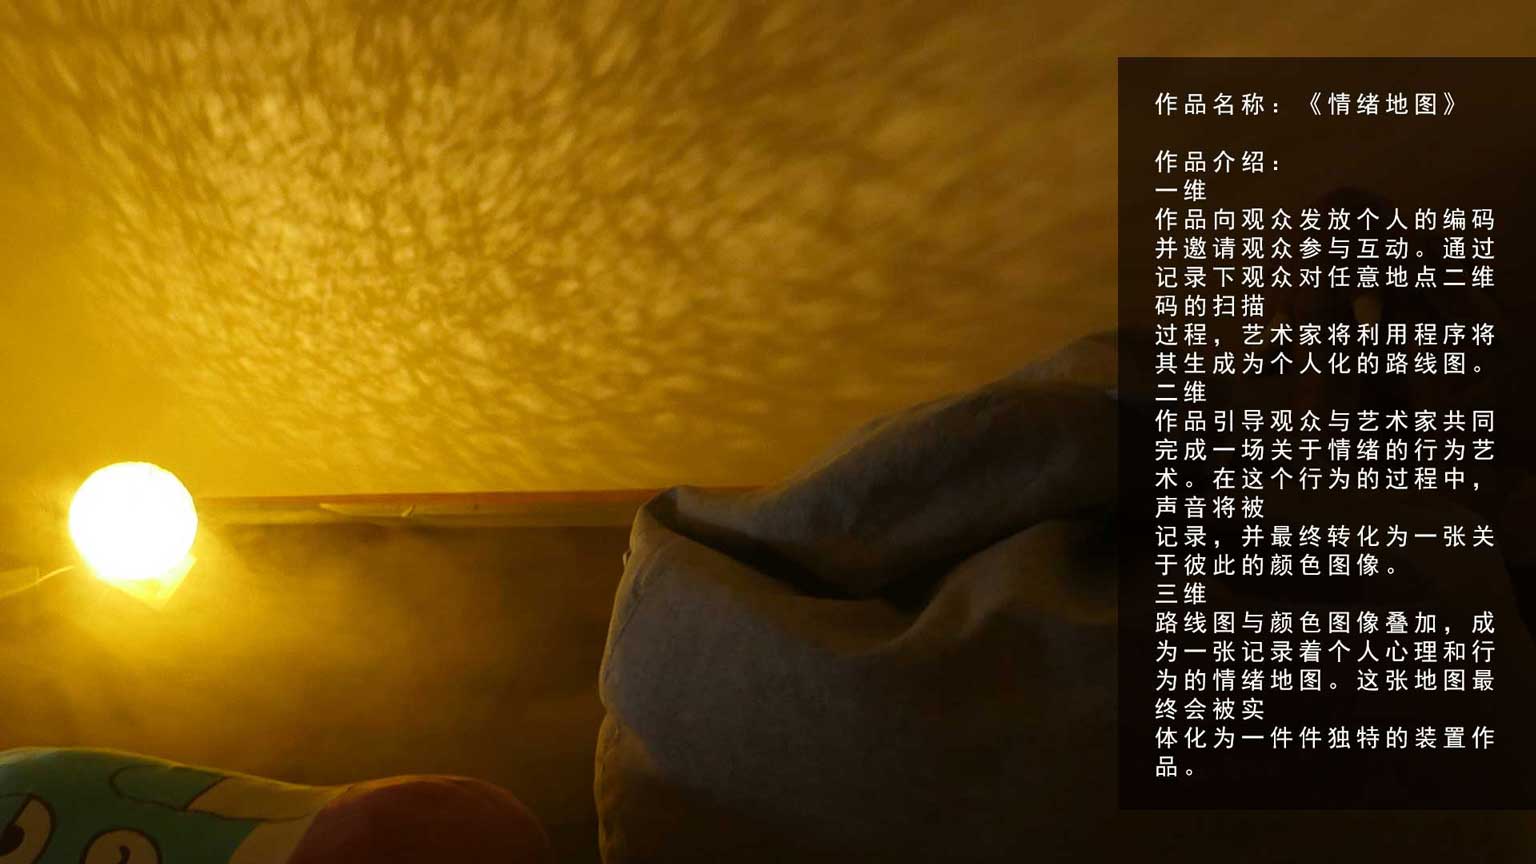 作品名称：《情绪地图》
作品介绍：
一维
作品向观众发放个人的编码
并邀请观众参与互动。通过
记录下观众对任意地点二维
码的扫描
过程，艺术家将利用程序将
其生成为个人化的路线图。
二维
作品引导观众与艺术家共同
完成一场关于情绪的行为艺
术。在这个行为的过程中，
声音将被
记录，并最终转化为一张关
于彼此的颜色图像。
三维
路线图与颜色图像叠加，成
为一张记录着个人心理和行
为的情绪地图。这张地图最
终会被实
体化为一件件独特的装置作
品。